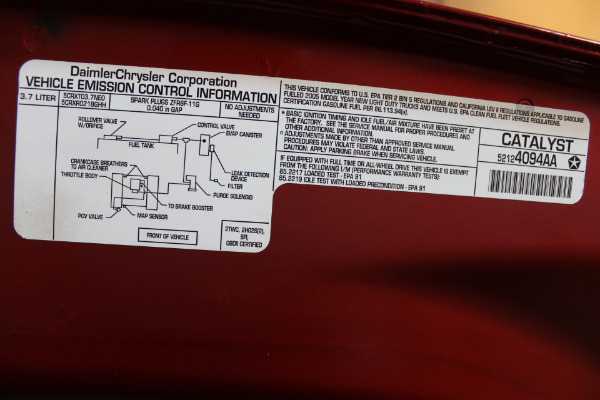 DaimlerChrysler Corporation
VEHICLE EMISSION CONTROL INFORMATION
3.7 LITER
5CRXT03.7NE0
5CRXR0218GHH
SPARK PLUGS ZFR6F-11G
0.040 in GAP
NO ADJUSTMENTS
NEEDED
ROLLOVER VALVE
W/ORIFICE
CONTROL VALVE
EVAP CANISTER
FUEL TANK
CRANKCASE BREATHERS
TO AIR CLEANER
THROTTLE BODY
LEAK DETECTION
DEVICE
FILTER
PURGE SOLENOID
TO BRAKE BOOSTER
MAP SENSOR
PCV VALVE
FRONT OF VEHICLE
2TWC, 2HO2S(2),
SFI,
OBDII CERTIFIED
THIS VEHICLE CONFORMS TO U.S. EPA TIER 2 BIN 5 REGULATIONS AND CALIFORNIA LEV II REGULATIONS APPLICABLE TO GASOLINE
FUELED 2005 MODEL YEAR NEW LIGHT DUTY TRUCKS AND MEETS U.S. EPA CLEAN FUEL FLEET VEHICLE REGULATIONS.
CERTIFICATION GASOLINE FUEL PER 86.113.94(a).
• BASIC IGNITION TIMING AND IDLE FUEL/AIR MIXTURE HAVE BEEN PRESET AT
THE FACTORY. SEE THE SERVICE MANUAL FOR PROPER PROCEDURES AND
OTHER ADDITIONAL INFORMATION.
○ ADJUSTMENTS MADE BY OTHER THAN APPROVED SERVICE MANUAL
PROCEDURES MAY VIOLATE FEDERAL AND STATE LAWS.
CAUTION: APPLY PARKING BRAKE WHEN SERVICING VEHICLE.
IF EQUIPPED WITH FULL TIME OR ALL-WHEEL DRIVE THIS VEHICLE IS EXEMPT
FROM THE FOLLOWING I/M (PERFORMANCE WARRANTY TESTS)
85.2217 LOADED TEST - EPA 91
85.2219 IDLE TEST WITH LOADED PRECONDITION - EPA 91
CATALYST
52124094AA